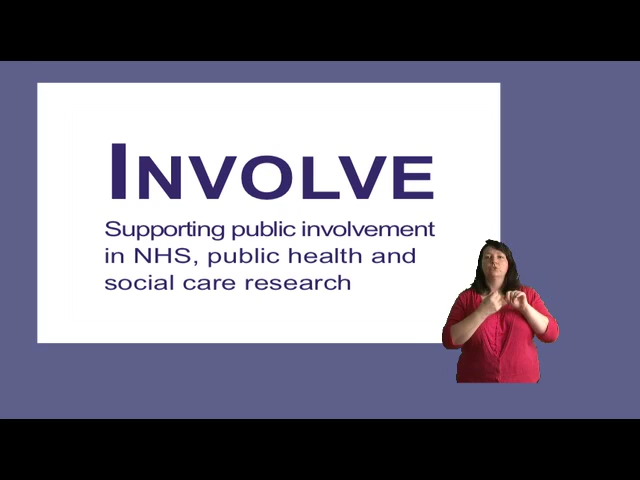 INVOLVE
Supporting public involvement
in NHS, public health and
social care research